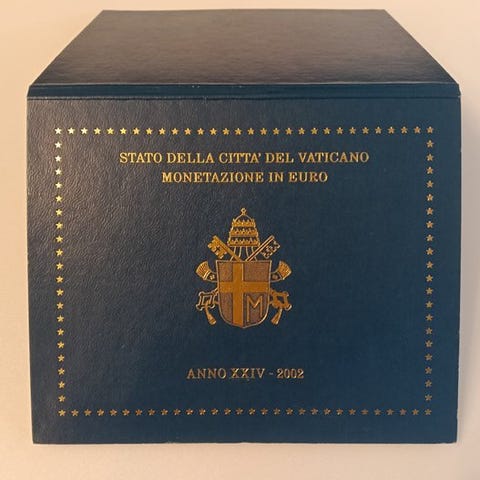 STATO DELLA CITTA' DEL VATICANO
MONETAZIONE IN EURO
M
ANNO XXIV - 2002